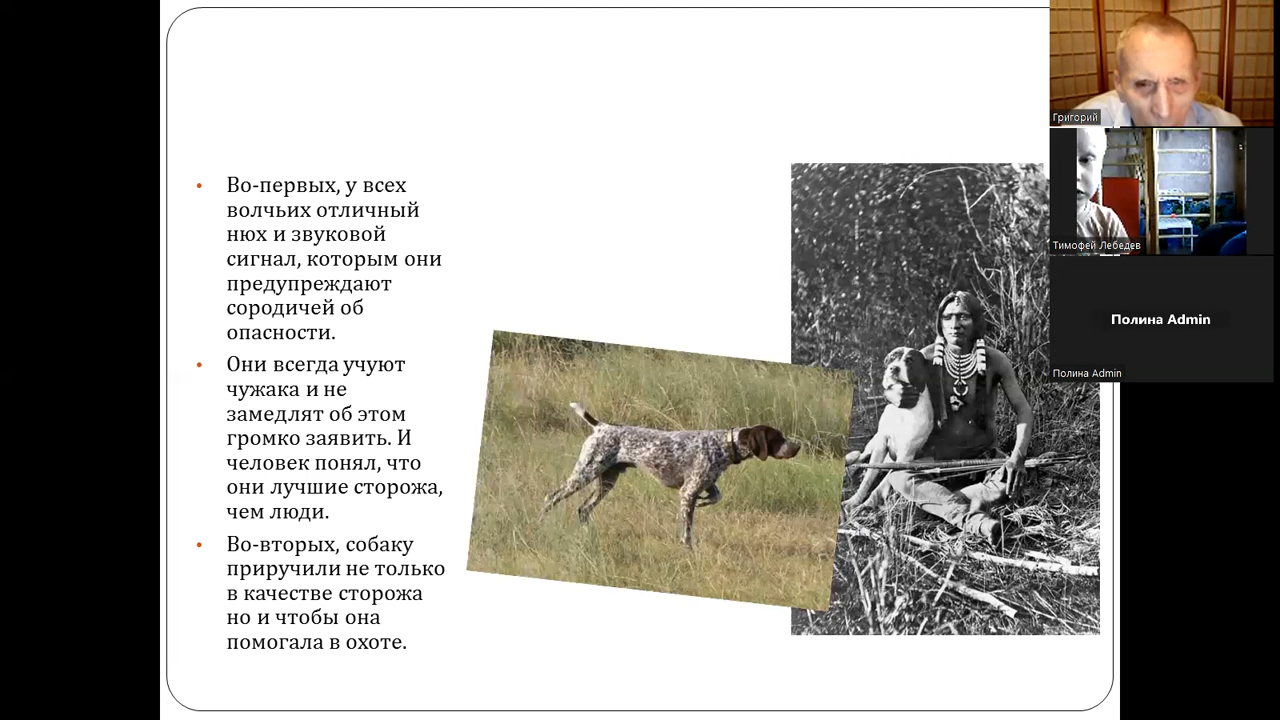 Во-первых, у всех
волчьих отличный
нюх и звуковой
сигнал, которым они
предупреждают
сородичей об
опасности.
Они всегда учуют
чужака и не
замедлят об этом
громко заявить. И
человек понял, что
они лучшие сторожа,
чем люди.
Во-вторых, собаку
приручили не только
в качестве сторожа
но и чтобы она
помогала в охоте.
Григорий
Тимофей Лебедев
Полина Admin
Полина Admin